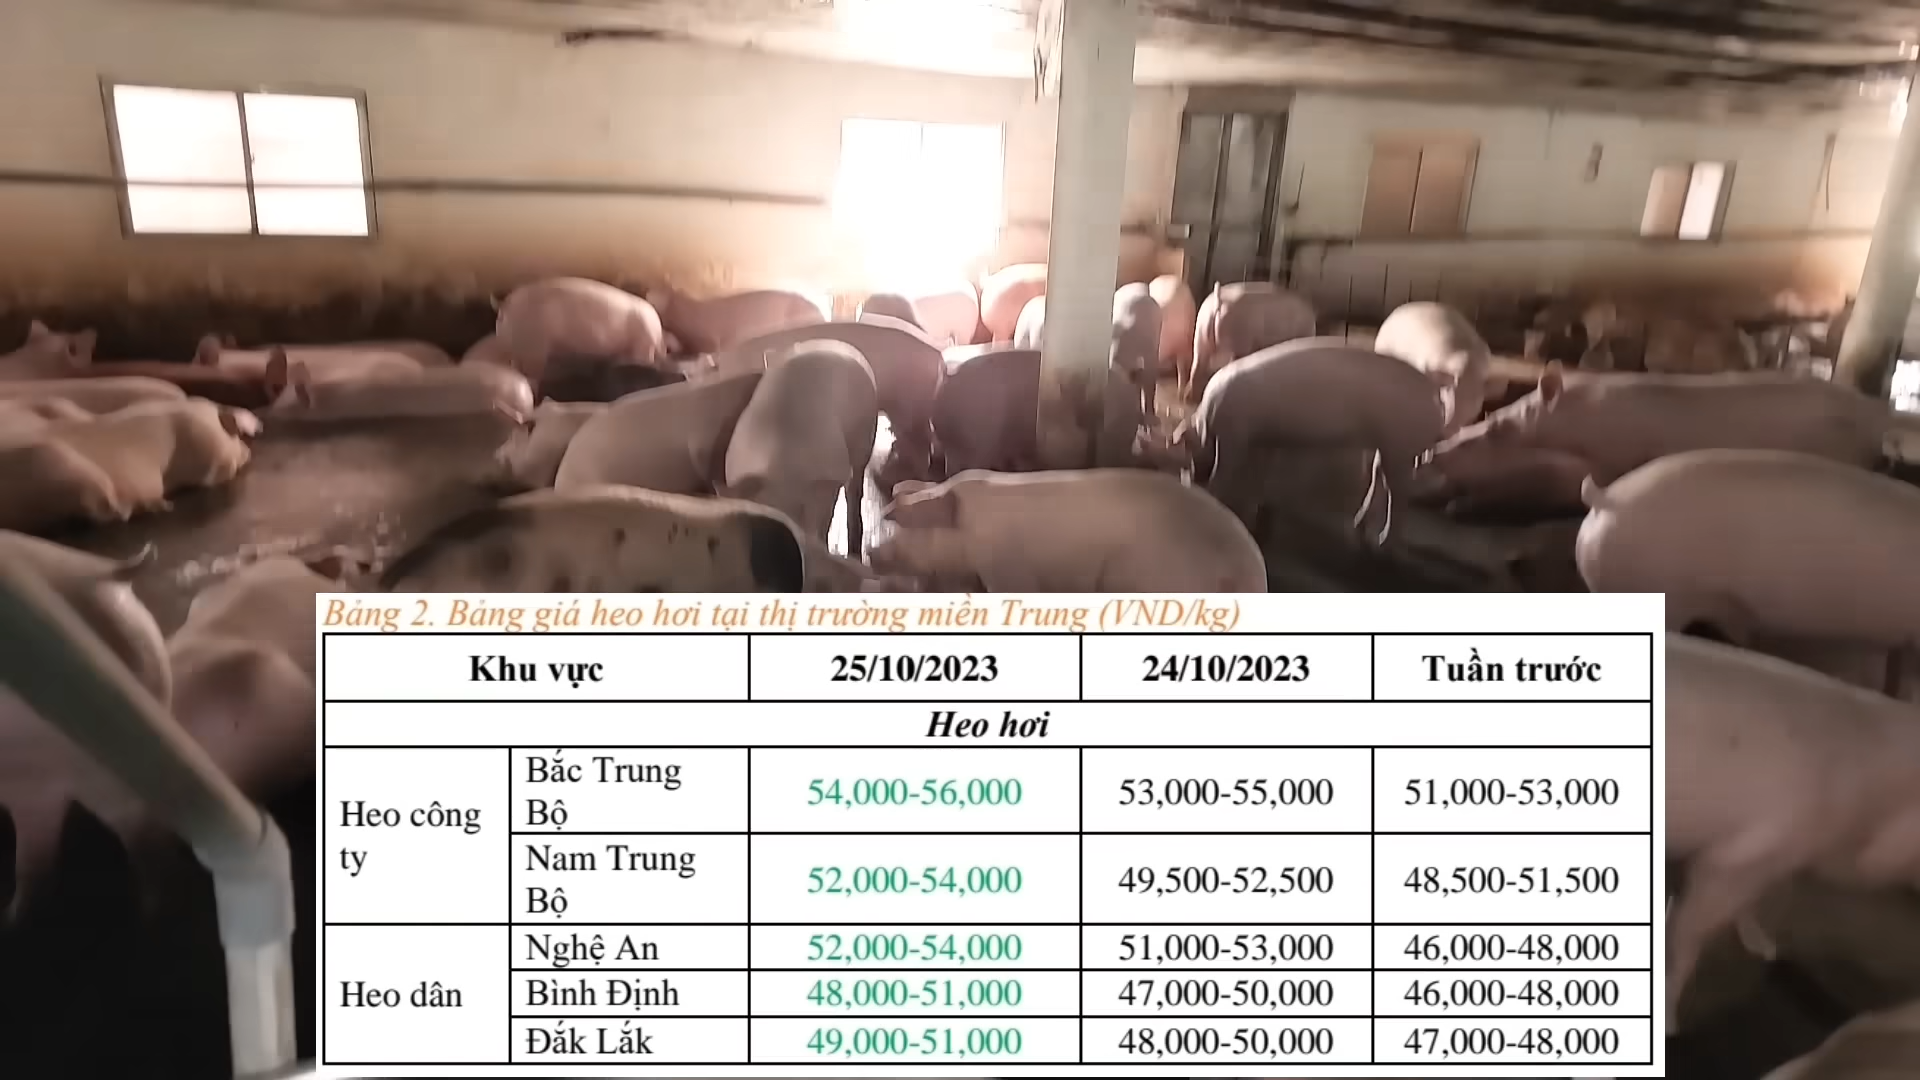 Bảng 2. Bảng giá heo hơi tại thị trường miền Trung (VND/kg)
Khu vực 25/10/2023 24/10/2023 Tuần trước
Heo hơi
Heo công ty
Bắc Trung Bộ 54,000-56,000 53,000-55,000 51,000-53,000
Nam Trung Bộ 52,000-54,000 49,500-52,500 48,500-51,500
Heo dân
Nghệ An 52,000-54,000 51,000-53,000 46,000-48,000
Bình Định 48,000-51,000 47,000-50,000 46,000-48,000
Đắk Lắk 49,000-51,000 48,000-50,000 47,000-48,000